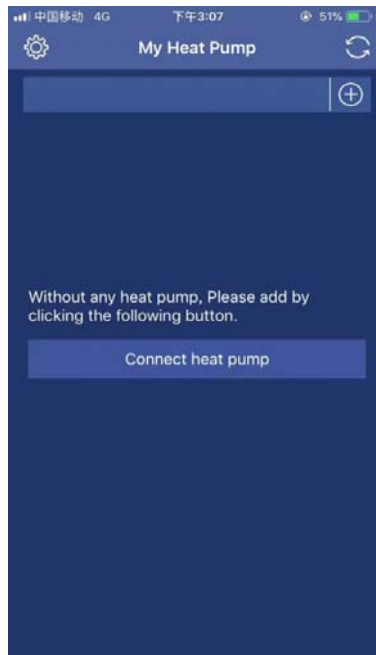 中国移动 4G 下午3:07 51%
My Heat Pump
Without any heat pump, Please add by
clicking the following button.
Connect heat pump